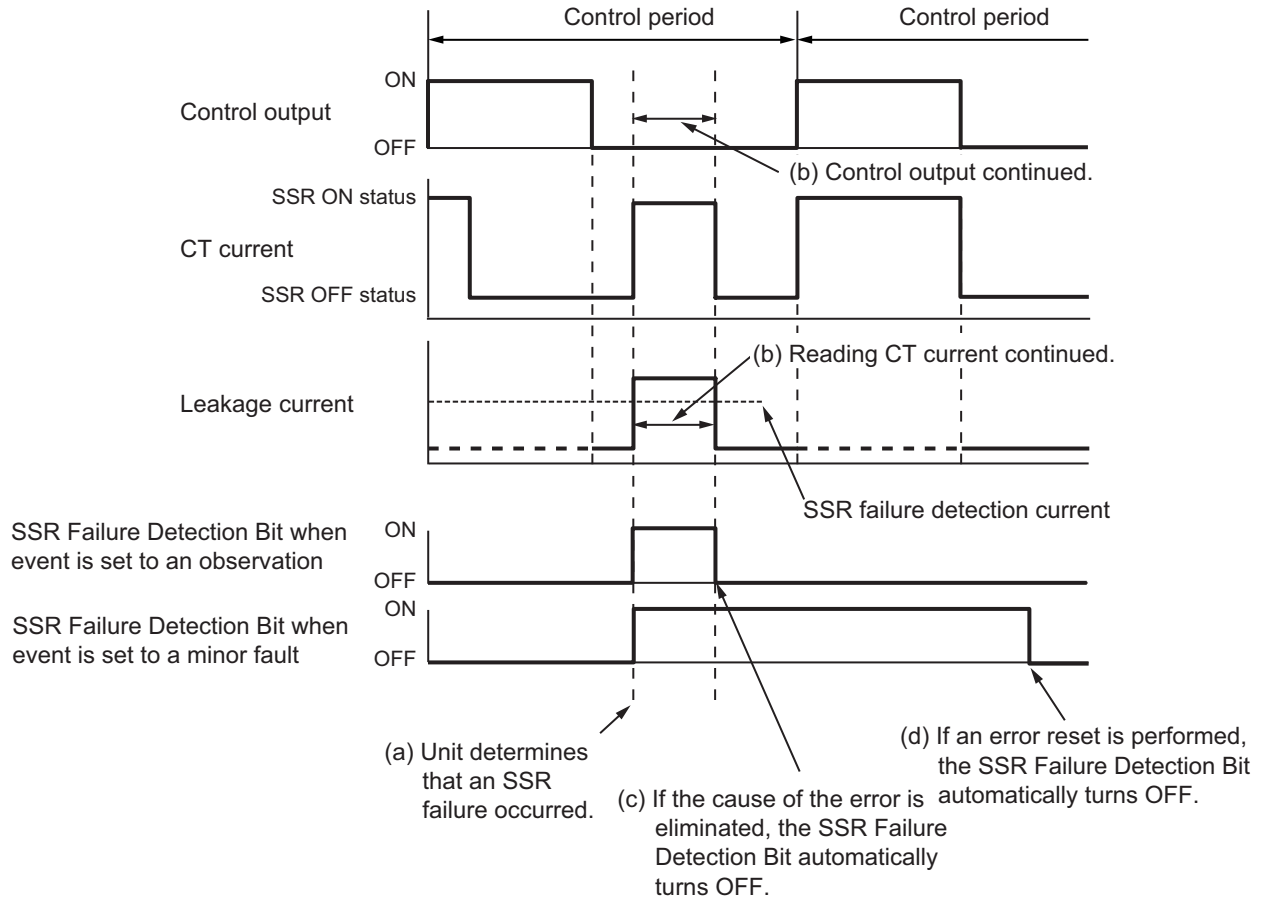 Control period
Control period
ON
Control output
OFF
(b) Control output continued.
SSR ON status
CT current
SSR OFF status
(b) Reading CT current continued.
Leakage current
SSR failure detection current
SSR Failure Detection Bit when
event is set to an observation
ON
OFF
SSR Failure Detection Bit when
event is set to a minor fault
ON
OFF
(a) Unit determines
that an SSR
failure occurred.
(c) If the cause of the error is
eliminated, the SSR Failure
Detection Bit automatically
turns OFF.
(d) If an error reset is performed,
the SSR Failure Detection Bit
automatically turns OFF.